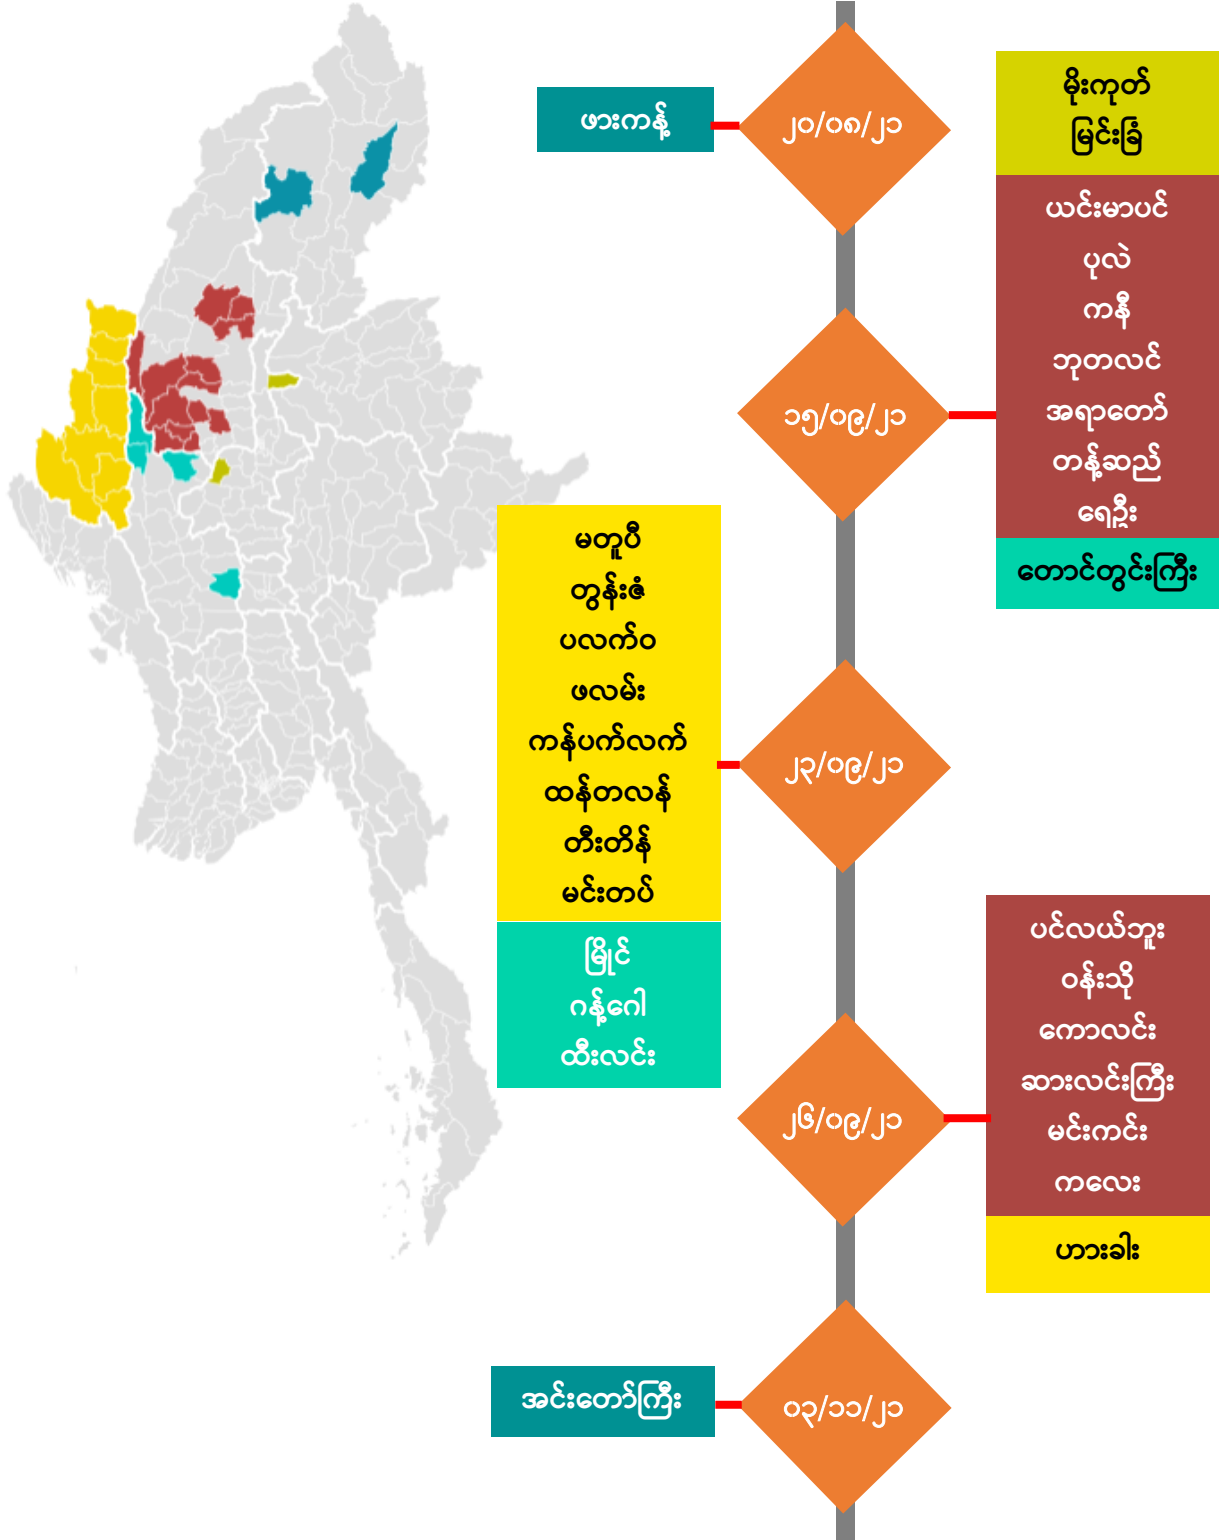 ဖားကန့်
၂၀/၀၈/၂၁
မိုးကုတ်
မြင်းခြံ
ယင်းမာပင်
ပုလဲ
ကနီ
ဘုတလင်
အရာတော်
တန့်ဆည်
ရေဦး
တောင်တွင်းကြီး
၁၅/၀၉/၂၁
မတူပီ
တွန်းဇံ
ပလက်ဝ
ဖလမ်း
ကန်ပက်လက်
ထန်တလန်
တီးတိန်
မင်းတပ်
မြိုင်
ဂန့်ဂေါ
ထီးလင်း
၂၃/၀၉/၂၁
ပင်လယ်ဘူး
ဝန်းသို
ကောလင်း
ဆားလင်းကြီး
မင်းကင်း
ကလေး
ဟားခါး
၂၆/၀၉/၂၁
အင်းတော်ကြီး
၀၃/၁၁/၂၁